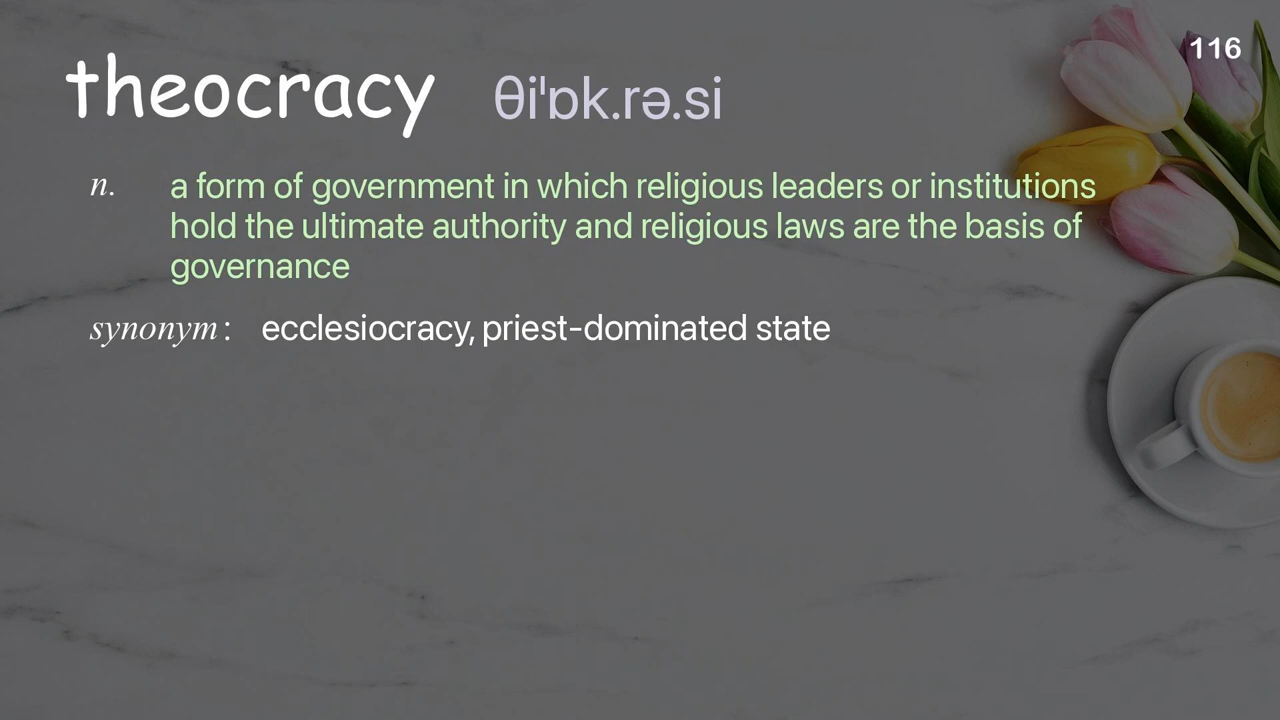 116
theocracy θiˈɒk.rə.si
n. a form of government in which religious leaders or institutions
hold the ultimate authority and religious laws are the basis of
governance
synonym: ecclesiocracy, priest-dominated state